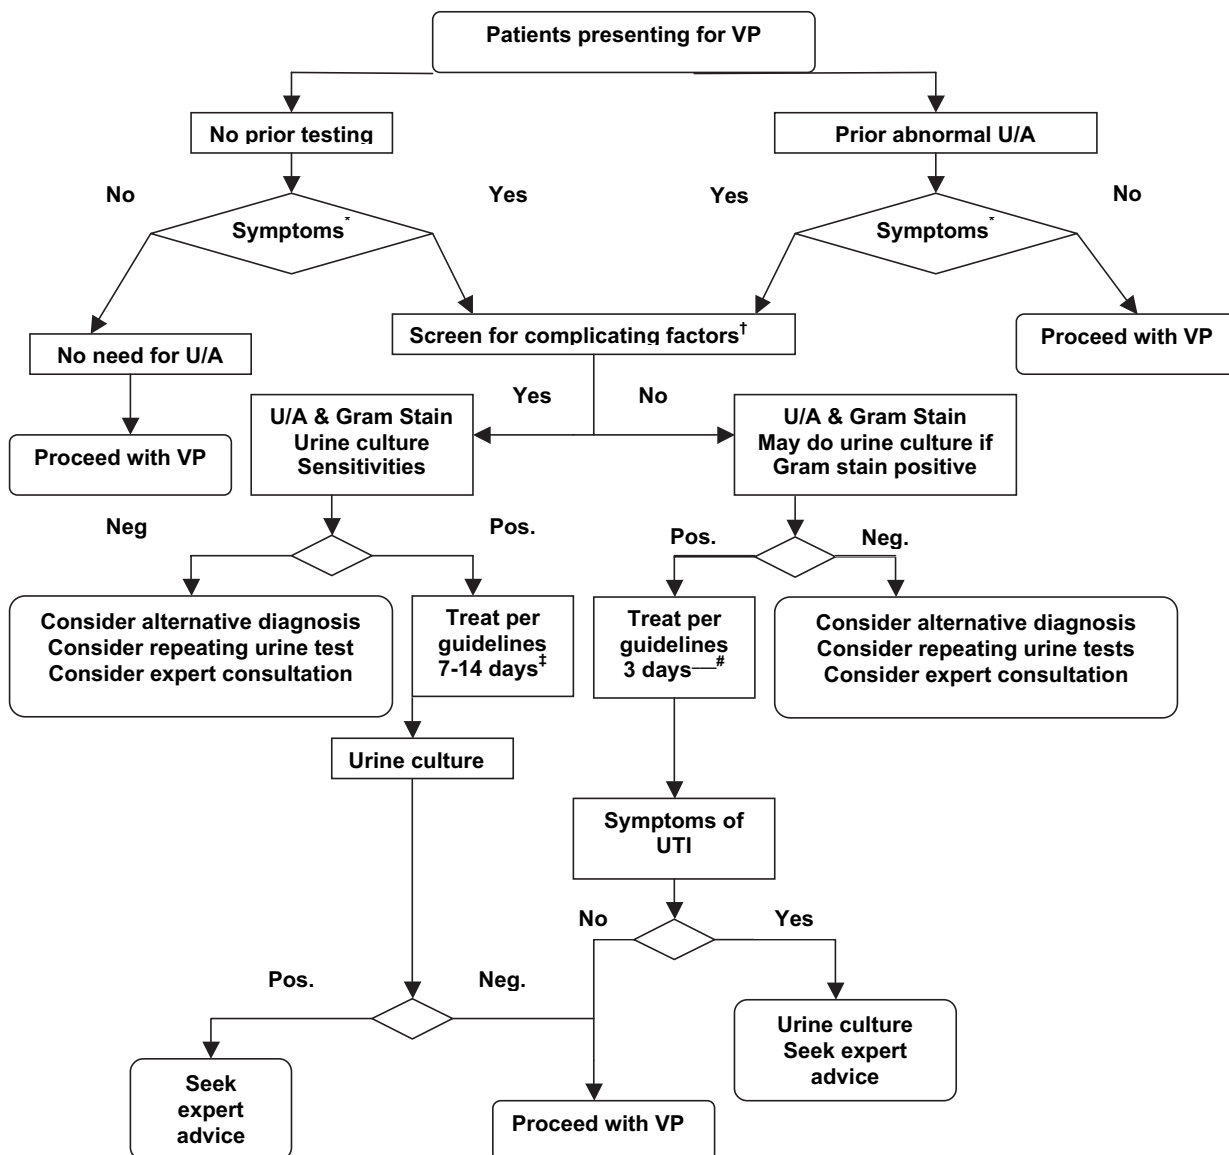 Patients presenting for VP
No prior testing
Prior abnormal U/A
No
Yes
Yes
No
Symptoms*
Symptoms*
No need for U/A
Screen for complicating factors†
Proceed with VP
Yes
No
Proceed with VP
U/A & Gram Stain
Urine culture
Sensitivities
U/A & Gram Stain
May do urine culture if
Gram stain positive
Neg
Pos.
Pos.
Neg.
Consider alternative diagnosis
Consider repeating urine test
Consider expert consultation
Treat per
guidelines
7-14 days‡
Treat per
guidelines
3 days__#
Consider alternative diagnosis
Consider repeating urine tests
Consider expert consultation
Urine culture
Symptoms of
UTI
No
Yes
Pos.
Neg.
Urine culture
Seek expert
advice
Seek
expert
advice
Proceed with VP